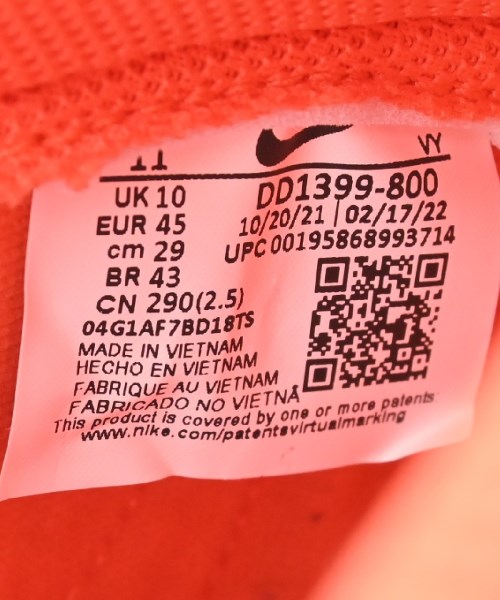 VY
11
UK 10
EUR 45
cm 29
BR 43
CN 290(2.5)
DD1399-800
10/20/21 | 02/17/22
UPC 00195868993714
04G1AF7BD18TS
MADE IN VIETNAM
HECHO EN VIETNAM
FABRIQUE AU VIETNAM
FABRICADO NO VIETNÃ
This product is covered by one or more patents
www.nike.com/patentsvirtualmarking